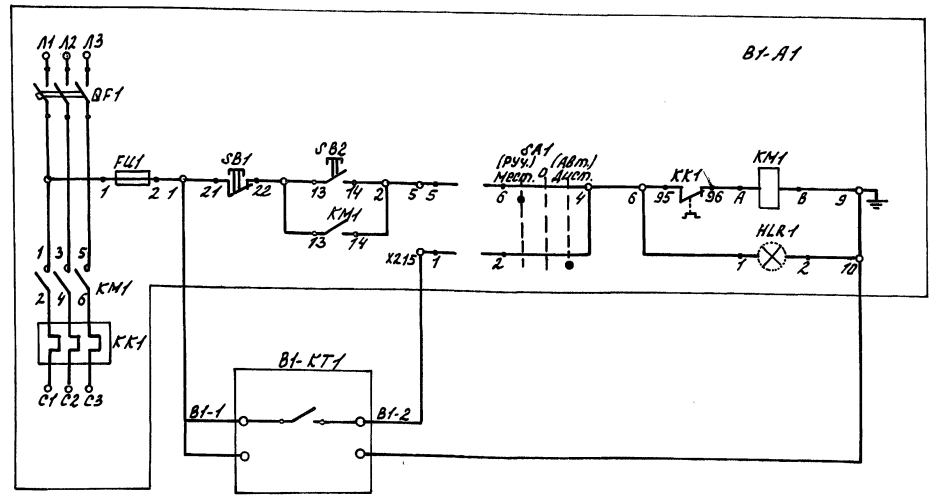 Л1 Л2 Л3
B1-A1
QF1
FU1
SB1
SB2
SA1
(Руч.) (Авт.)
Мест. 0 Дист.
KK1
KM1
1 2 1 21 22 13 14 2 5 5 6 4 6 95 96 A B 9
KM1
13 14
HLR1
X215 1 2 1 2 10
1 3 5
KM1
2 4 6
KK1
C1 C2 C3
B1-KT1
B1-1 B1-2